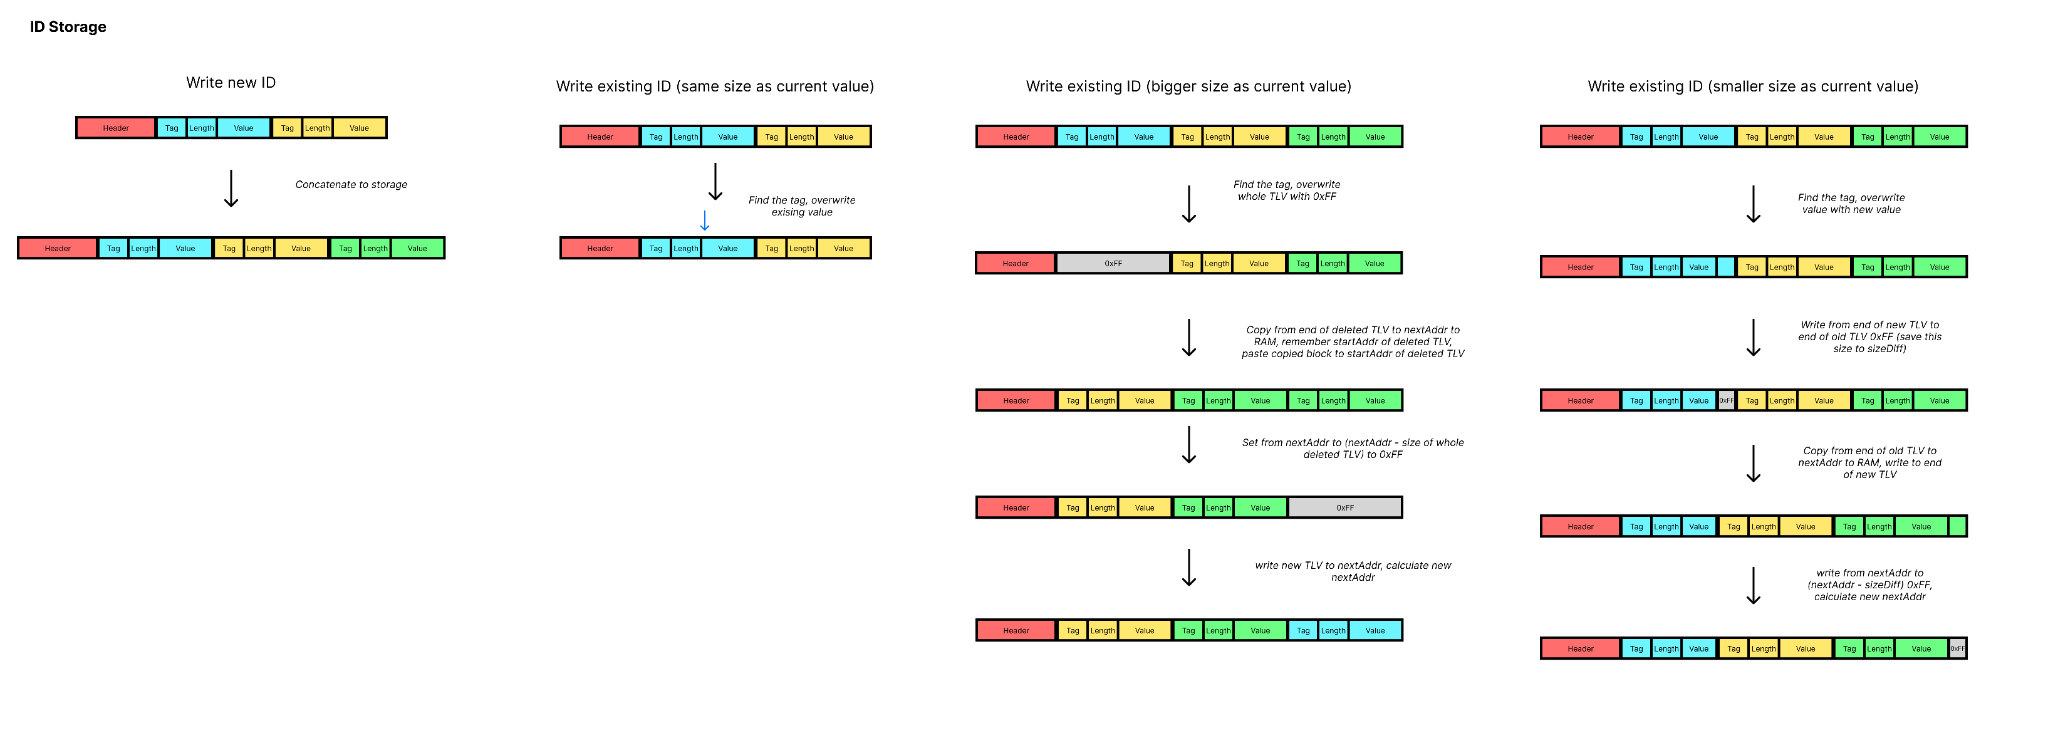 ID Storage
Write new ID
Header Tag Length Value Tag Length Value
Concatenate to storage
Header Tag Length Value Tag Length Value Tag Length Value
Write existing ID (same size as current value)
Header Tag Length Value Tag Length Value
Find the tag, overwrite
exising value
Header Tag Length Value Tag Length Value
Write existing ID (bigger size as current value)
Header Tag Length Value Tag Length Value Tag Length Value
Find the tag, overwrite
whole TLV with 0xFF
Header 0xFF Tag Length Value Tag Length Value
Copy from end of deleted TLV to nextAddr to
RAM, remember startAddr of deleted TLV,
paste copied block to startAddr of deleted TLV
Header Tag Length Value Tag Length Value Tag Length Value
Set from nextAddr to (nextAddr - size of whole
deleted TLV) to 0xFF
Header Tag Length Value Tag Length Value 0xFF
write new TLV to nextAddr, calculate new
nextAddr
Header Tag Length Value Tag Length Value Tag Length Value
Write existing ID (smaller size as current value)
Header Tag Length Value Tag Length Value Tag Length Value
Find the tag, overwrite
value with new value
Header Tag Length Value Tag Length Value Tag Length Value
Write from end of new TLV to
end of old TLV 0xFF (save this
size to sizeDiff)
Header Tag Length Value 0xFF Tag Length Value Tag Length Value
Copy from end of old TLV to
nextAddr to RAM, write to end
of new TLV
Header Tag Length Value Tag Length Value Tag Length Value
write from nextAddr to
(nextAddr - sizeDiff) 0xFF,
calculate new nextAddr
Header Tag Length Value Tag Length Value Tag Length Value 0xFF